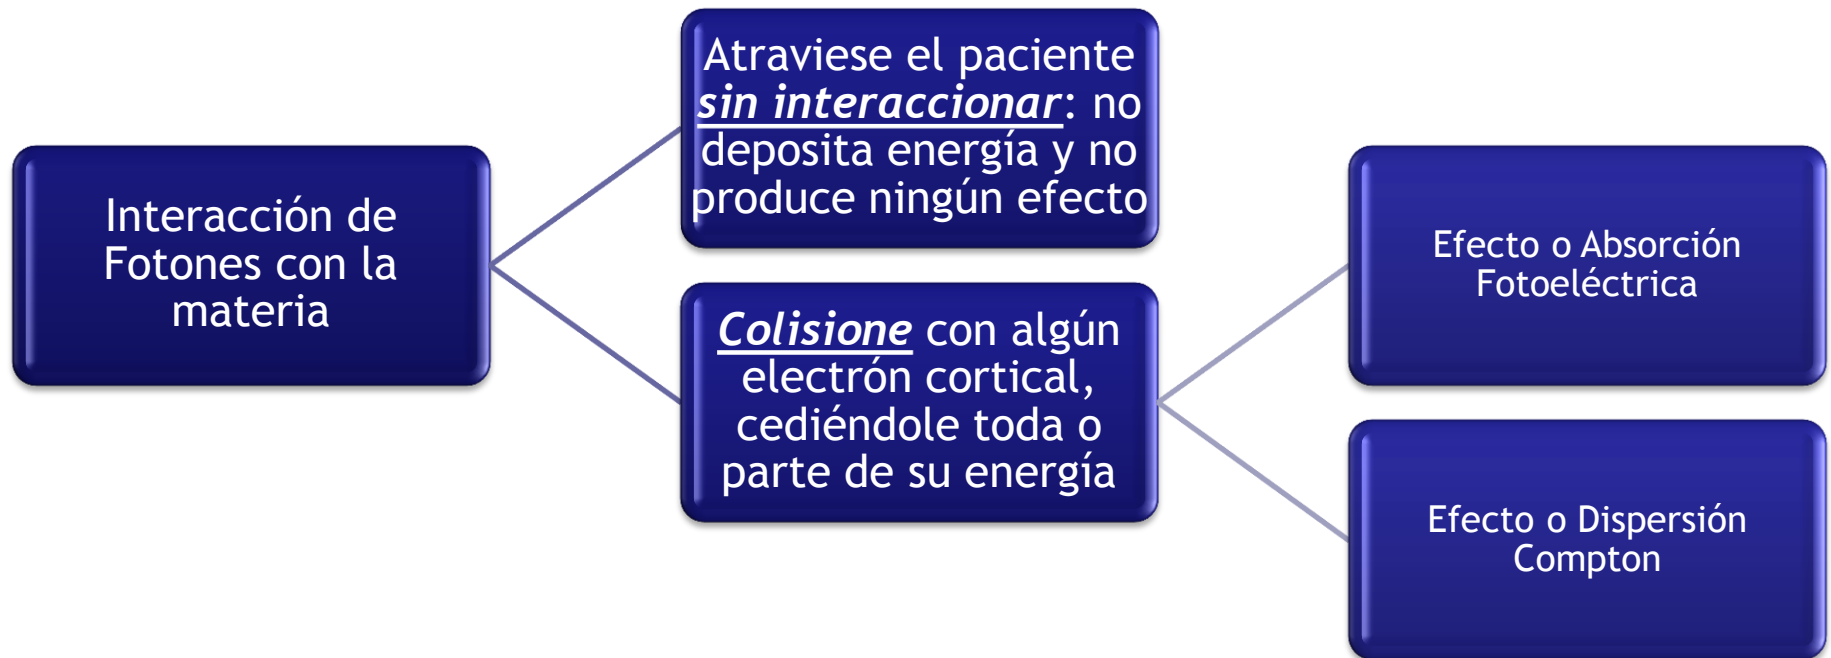 Interacción de
Fotones con la
materia
Atraviese el paciente
sin interaccionar: no
deposita energía y no
produce ningún efecto
Colisione con algún
electrón cortical,
cediéndole toda o
parte de su energía
Efecto o Absorción
Fotoeléctrica
Efecto o Dispersión
Compton